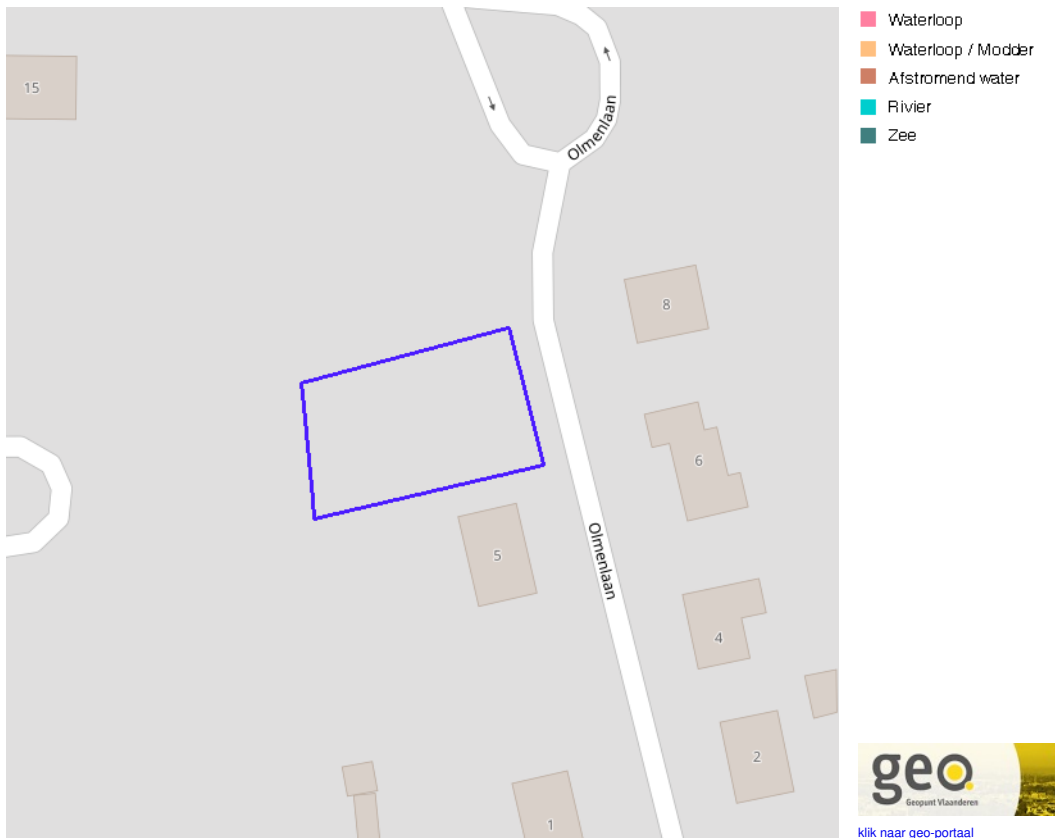 15
Olmenlaan
8
6
5
Olmenlaan
4
2
1
Waterloop
Waterloop / Modder
Afstromend water
Rivier
Zee
geo.
Geopunt Vlaanderen
klik naar geo-portaal